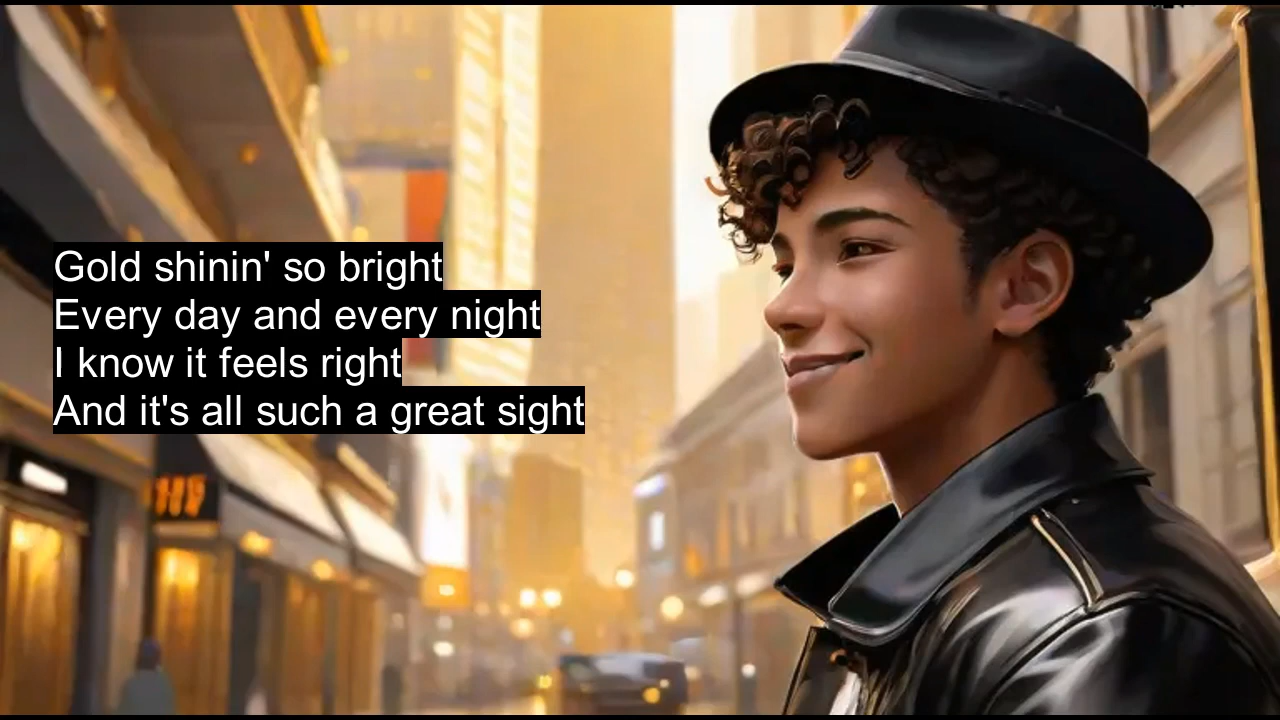 Gold shinin' so bright
Every day and every night
I know it feels right
And it's all such a great sight